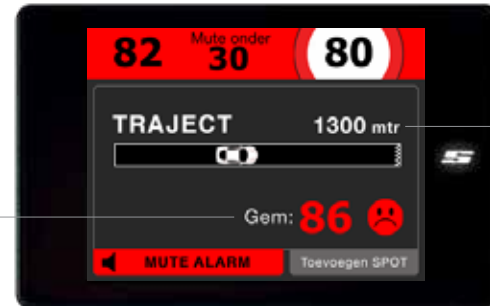 82 Mute onder 30 80
TRAJECT 1300 mtr
Gem: 86
MUTE ALARM Toevoegen SPOT